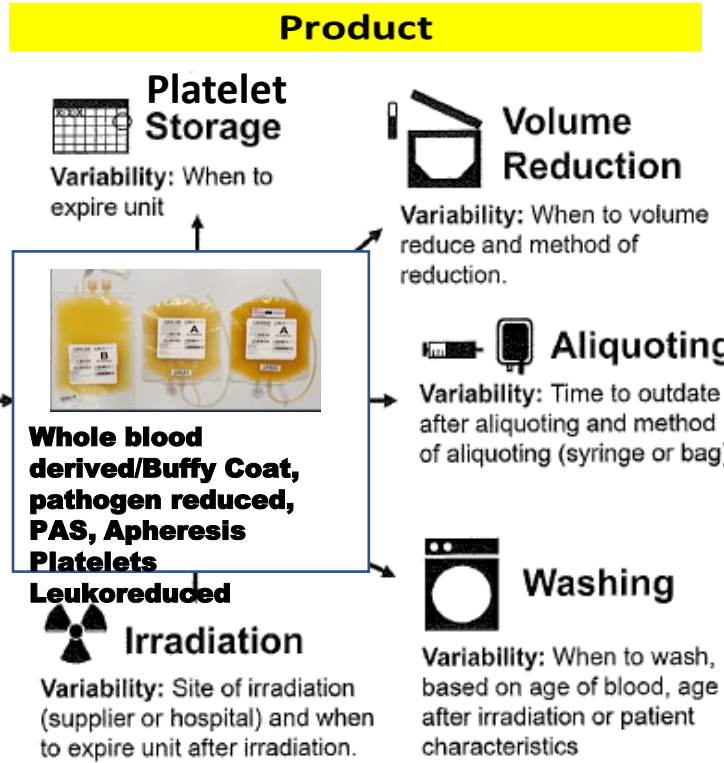 Product
Platelet
Storage
Variability: When to
expire unit
Volume
Reduction
Variability: When to volume
reduce and method of
reduction.
B
A
A
Whole blood
derived/Buffy Coat,
pathogen reduced,
PAS, Apheresis
Platelets
Leukoreduced
Aliquoting
Variability: Time to outdate
after aliquoting and method
of aliquoting (syringe or bag)
Irradiation
Variability: Site of irradiation
(supplier or hospital) and when
to expire unit after irradiation.
Washing
Variability: When to wash,
based on age of blood, age
after irradiation or patient
characteristics